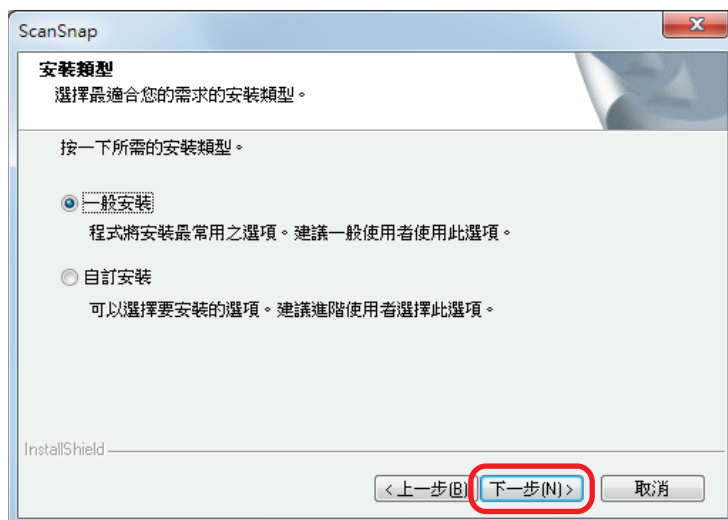 ScanSnap
安裝類型
選擇最適合您的需求的安裝類型。
按一下所需的安裝類型。
一般安裝
程式將安裝最常用之選項。建議一般使用者使用此選項。
自訂安裝
可以選擇要安裝的選項。建議進階使用者選擇此選項。
InstallShield
<上一步(B) 下一步(N)> 取消